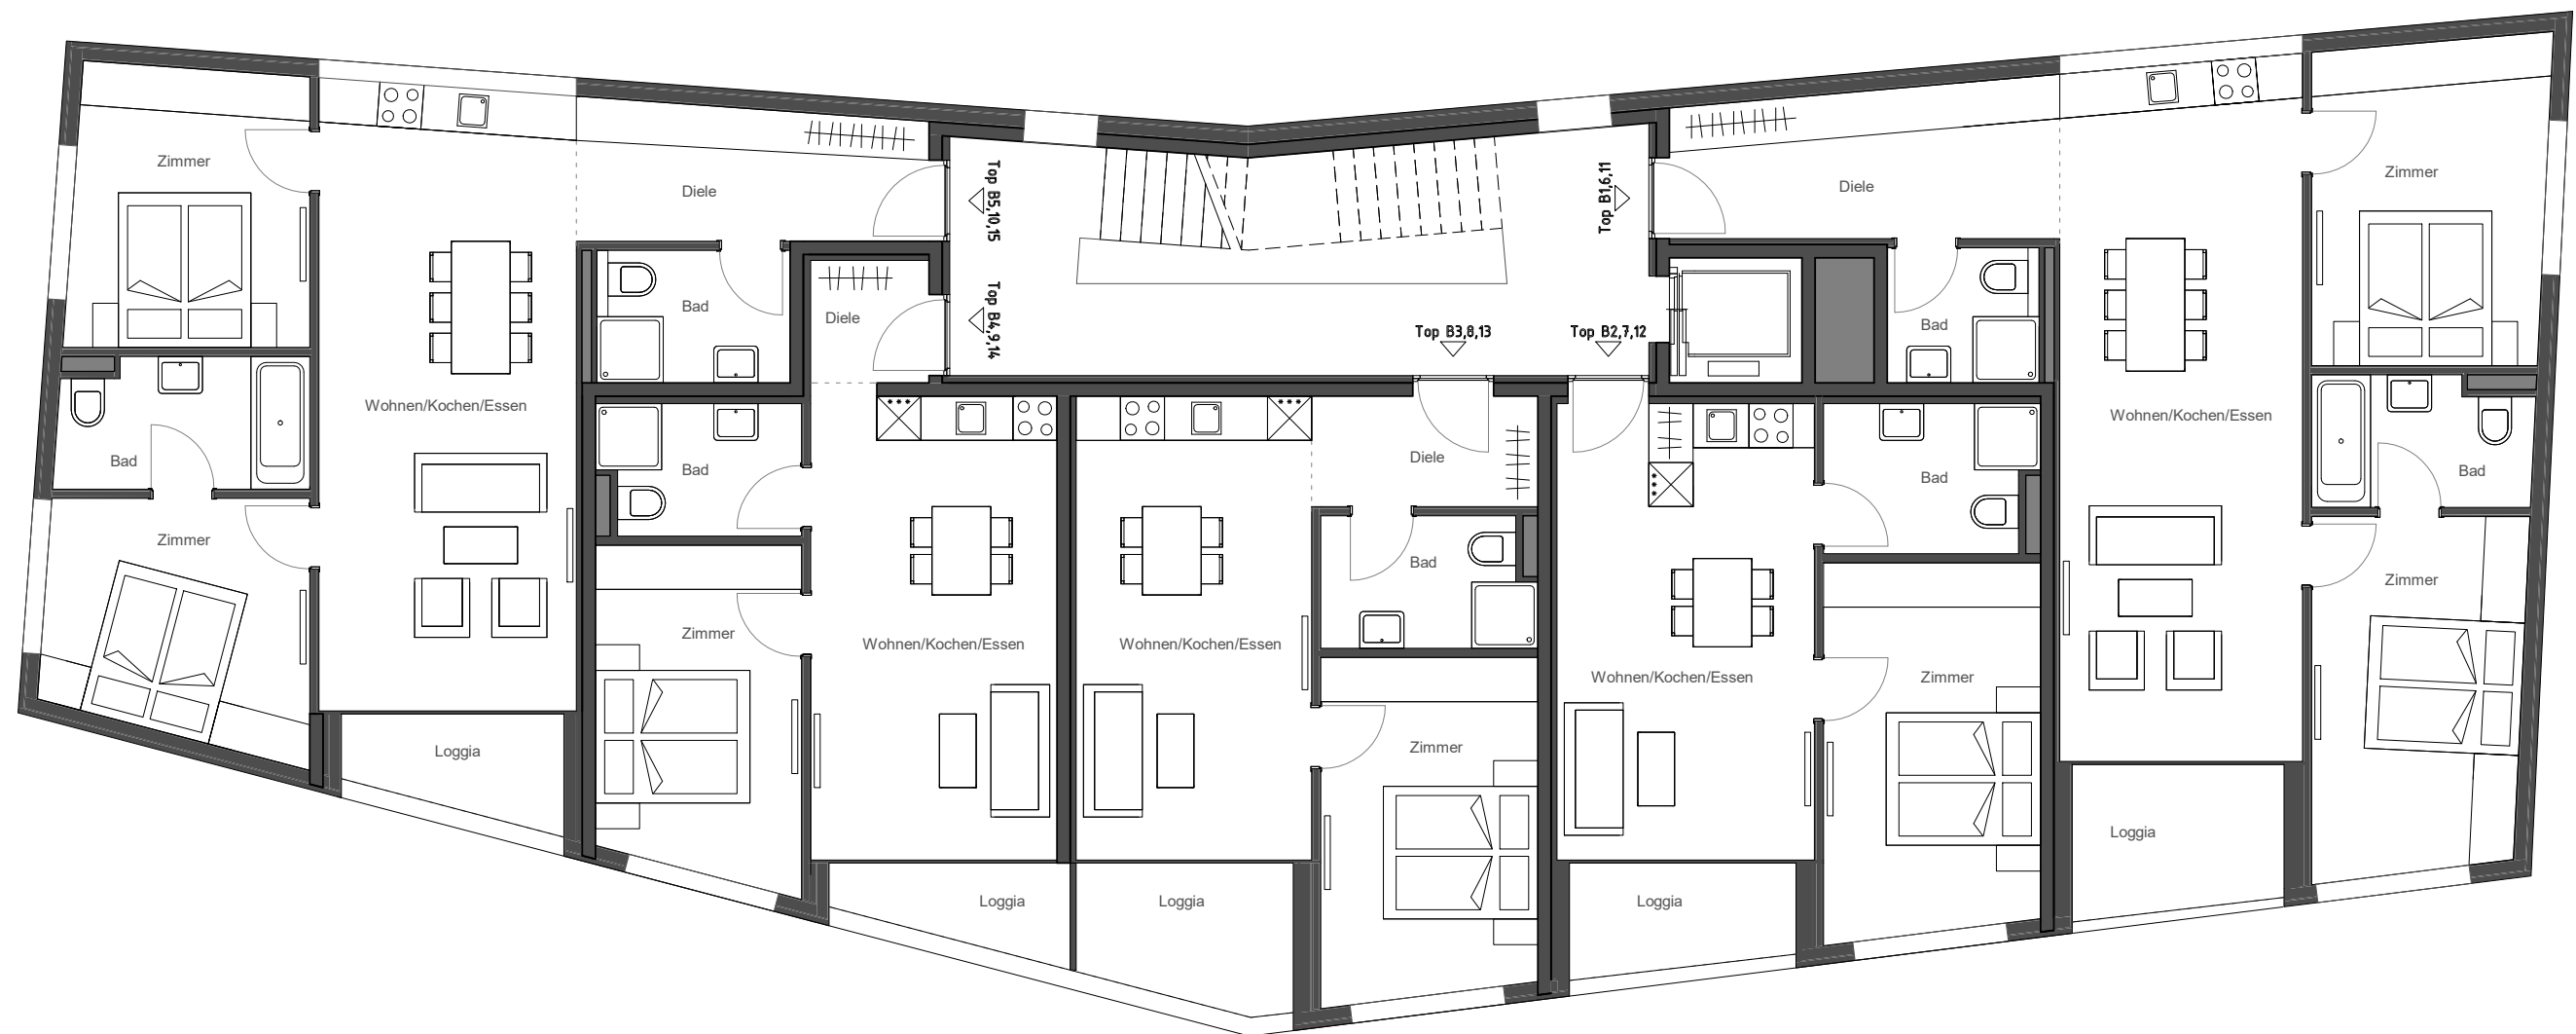 Zimmer
Diele
Top B5,10,15
Top B1,6,11
Diele
Zimmer
Bad
Diele
Top B4,9,14
Top B3,8,13
Top B2,7,12
Bad
Wohnen/Kochen/Essen
Wohnen/Kochen/Essen
Bad
Bad
Diele
Bad
Bad
Zimmer
Bad
Zimmer
Zimmer
Wohnen/Kochen/Essen
Wohnen/Kochen/Essen
Wohnen/Kochen/Essen
Zimmer
Loggia
Zimmer
Loggia
Loggia
Loggia
Loggia